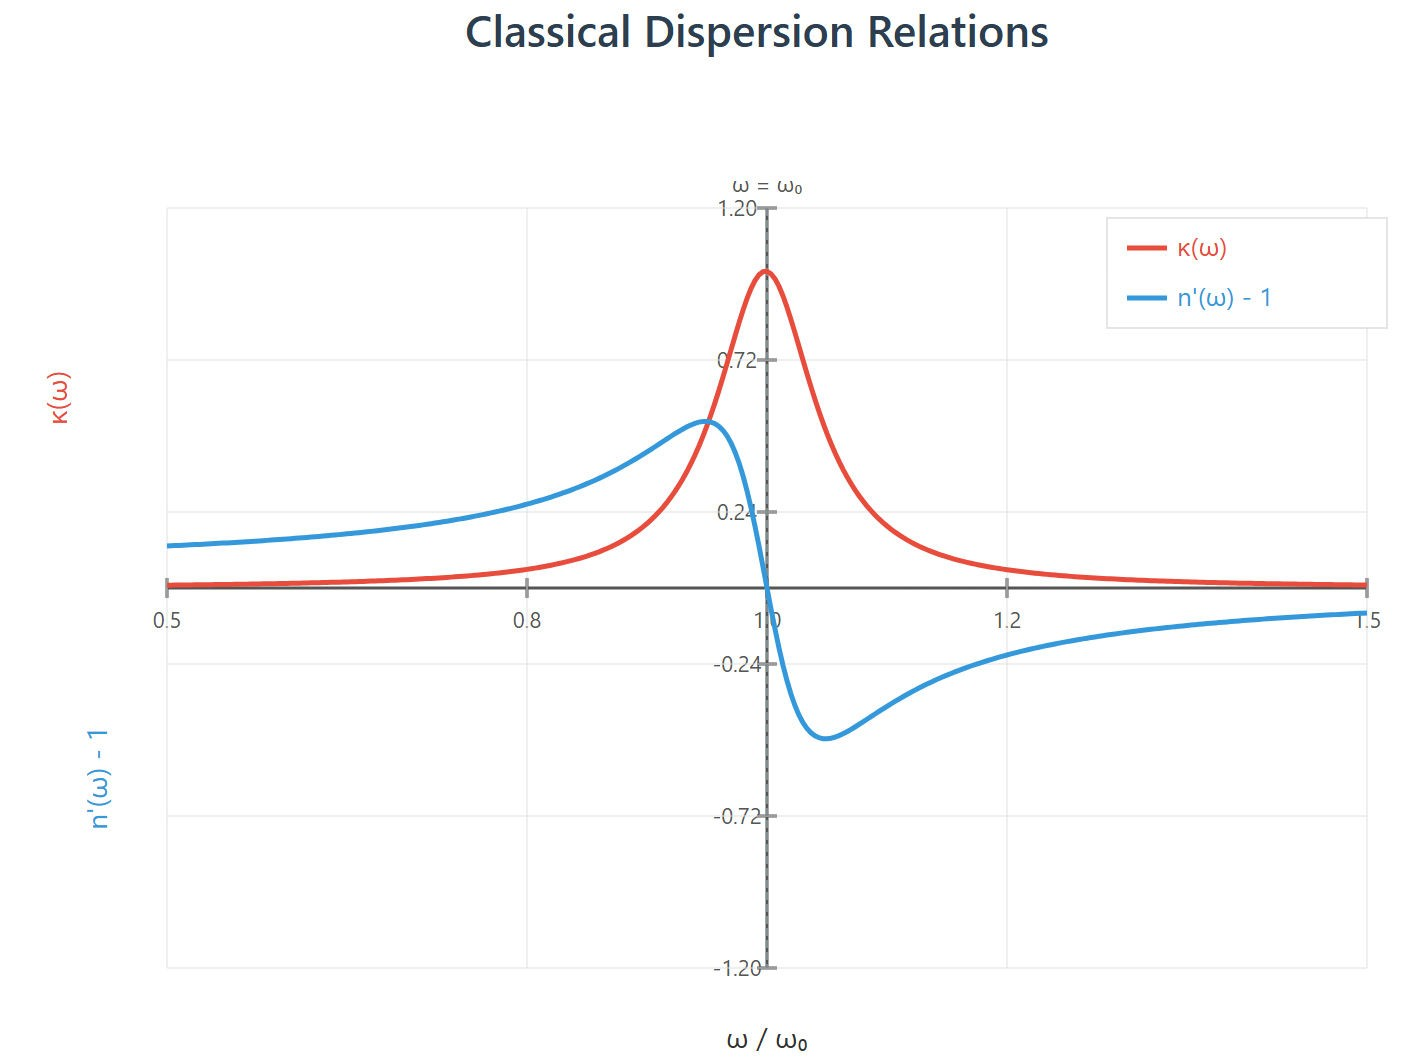 Classical Dispersion Relations
ω = ω₀
1.20
κ(ω)
n'(ω) - 1
0.72
κ(ω)
0.24
0.5
0.8
1.0
1.2
1.5
-0.24
n'(ω) - 1
-0.72
-1.20
ω / ω₀